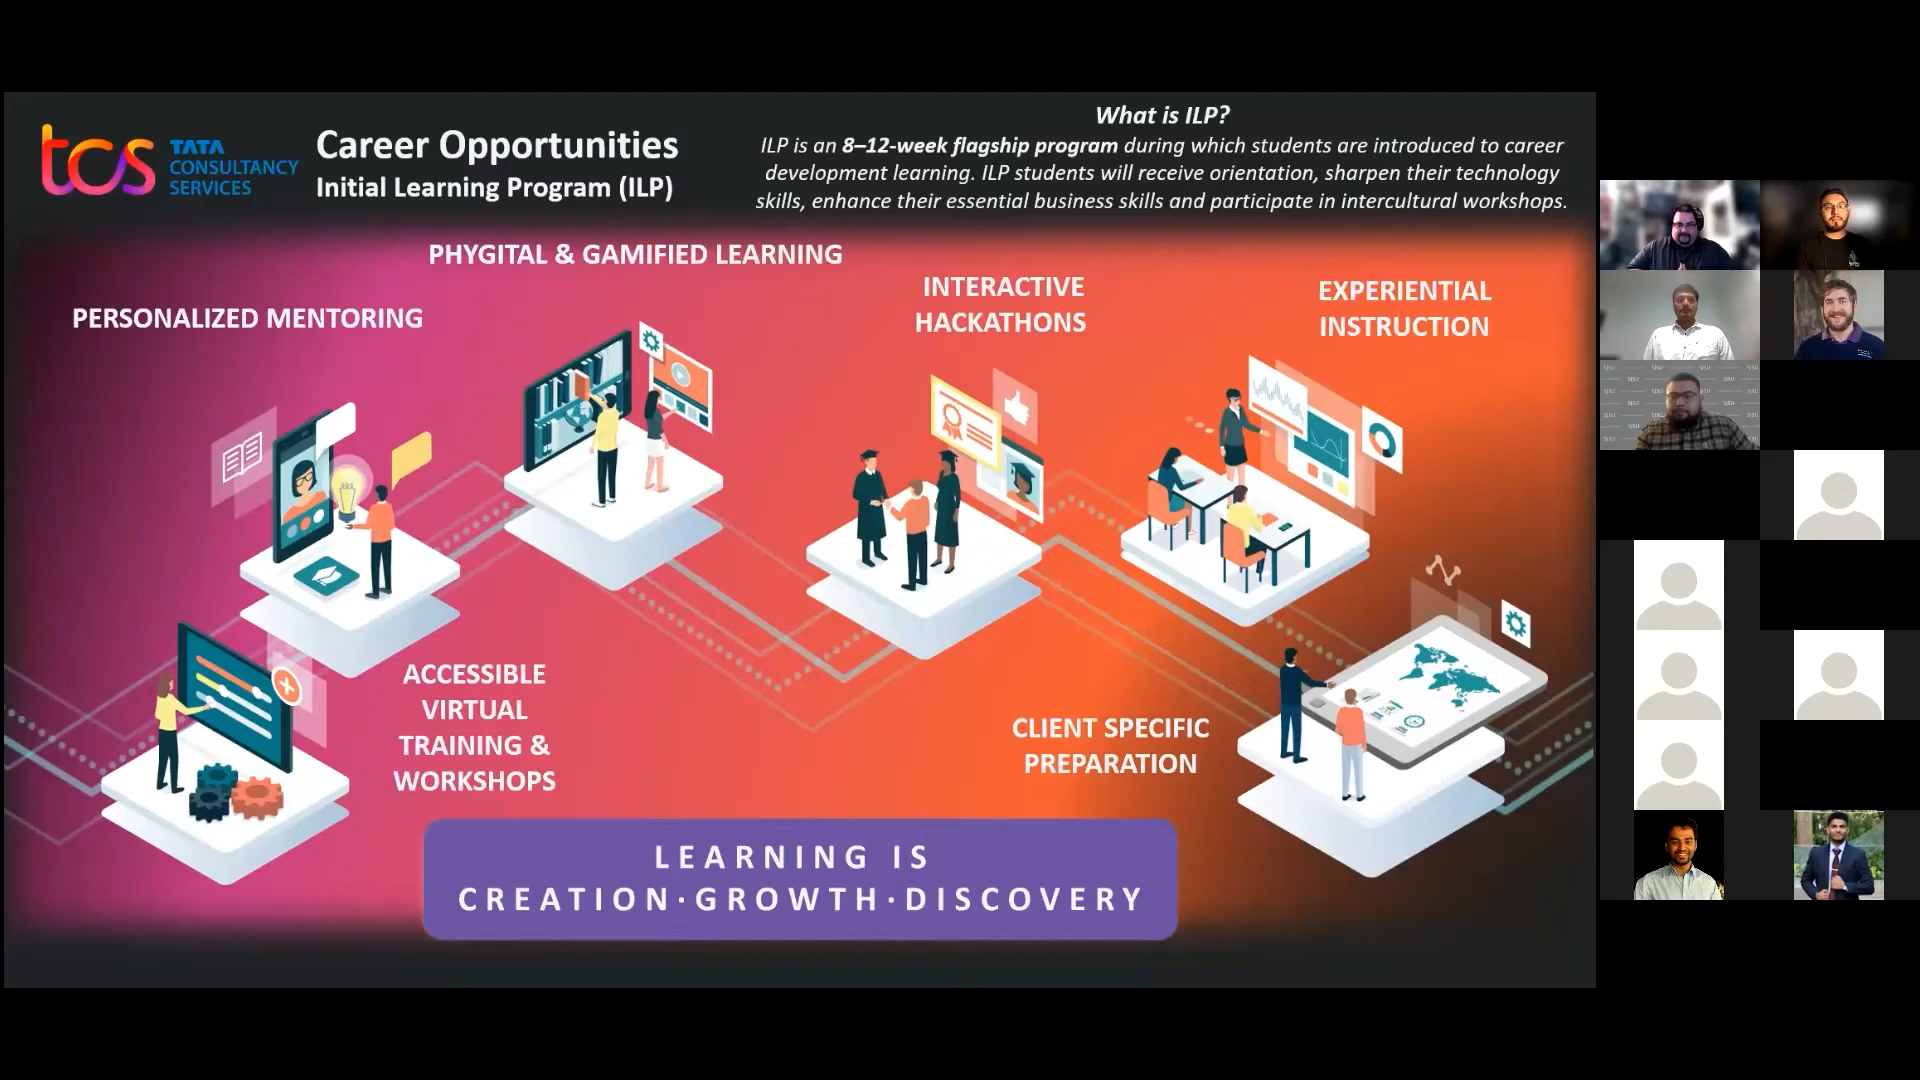 tcs
TATA
CONSULTANCY
SERVICES
Career Opportunities
Initial Learning Program (ILP)
What is ILP?
ILP is an 8–12-week flagship program during which students are introduced to career
development learning. ILP students will receive orientation, sharpen their technology
skills, enhance their essential business skills and participate in intercultural workshops.
PHYGITAL & GAMIFIED LEARNING
PERSONALIZED MENTORING
INTERACTIVE
HACKATHONS
EXPERIENTIAL
INSTRUCTION
ACCESSIBLE
VIRTUAL
TRAINING &
WORKSHOPS
CLIENT SPECIFIC
PREPARATION
LEARNING IS
CREATION·GROWTH·DISCOVERY
SJSU